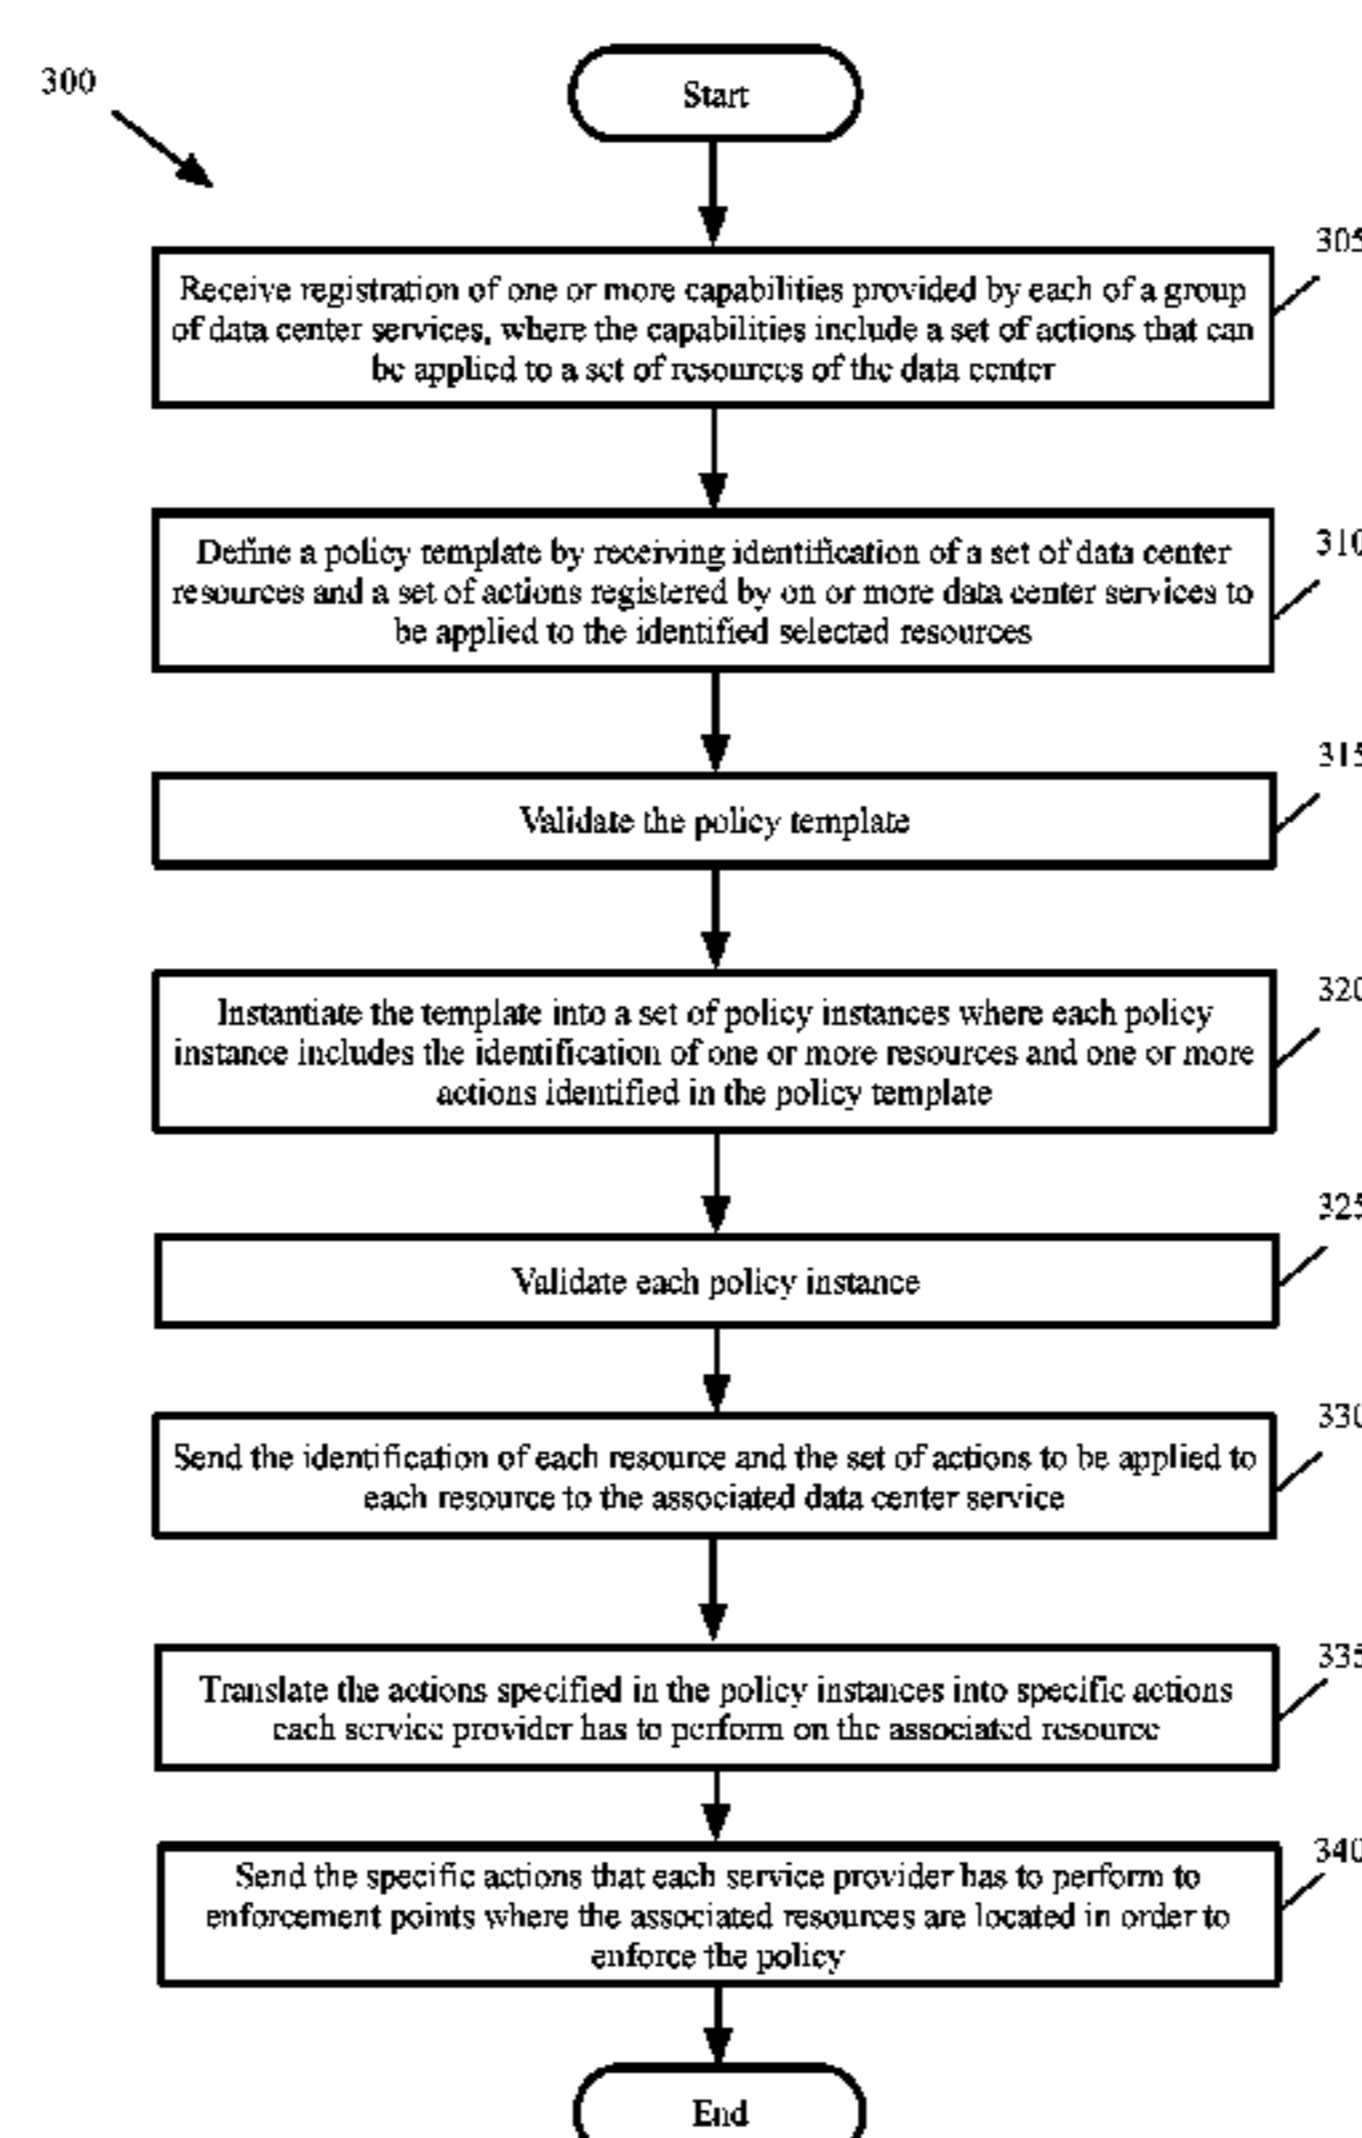 300
Start
305
Receive registration of one or more capabilities provided by each of a group
of data center services, where the capabilities include a set of actions that can
be applied to a set of resources of the data center
310
Define a policy template by receiving identification of a set of data center
resources and a set of actions registered by on or more data center services to
be applied to the identified selected resources
315
Validate the policy template
320
Instantiate the template into a set of policy instances where each policy
instance includes the identification of one or more resources and one or more
actions identified in the policy template
325
Validate each policy instance
330
Send the identification of each resource and the set of actions to be applied to
each resource to the associated data center service
335
Translate the actions specified in the policy instances into specific actions
each service provider has to perform on the associated resource
340
Send the specific actions that each service provider has to perform to
enforcement points where the associated resources are located in order to
enforce the policy
End